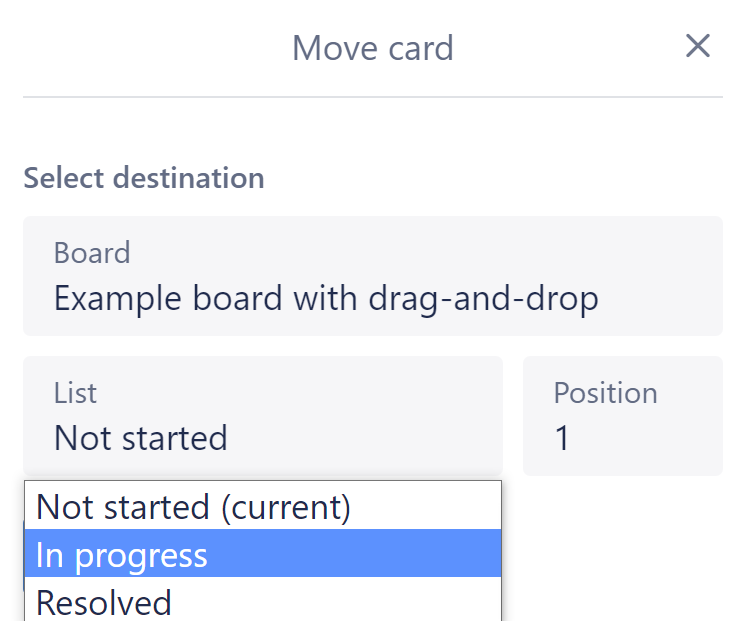 Move card
Select destination
Board
Example board with drag-and-drop
List
Not started
Position
1
Not started (current)
In progress
Resolved